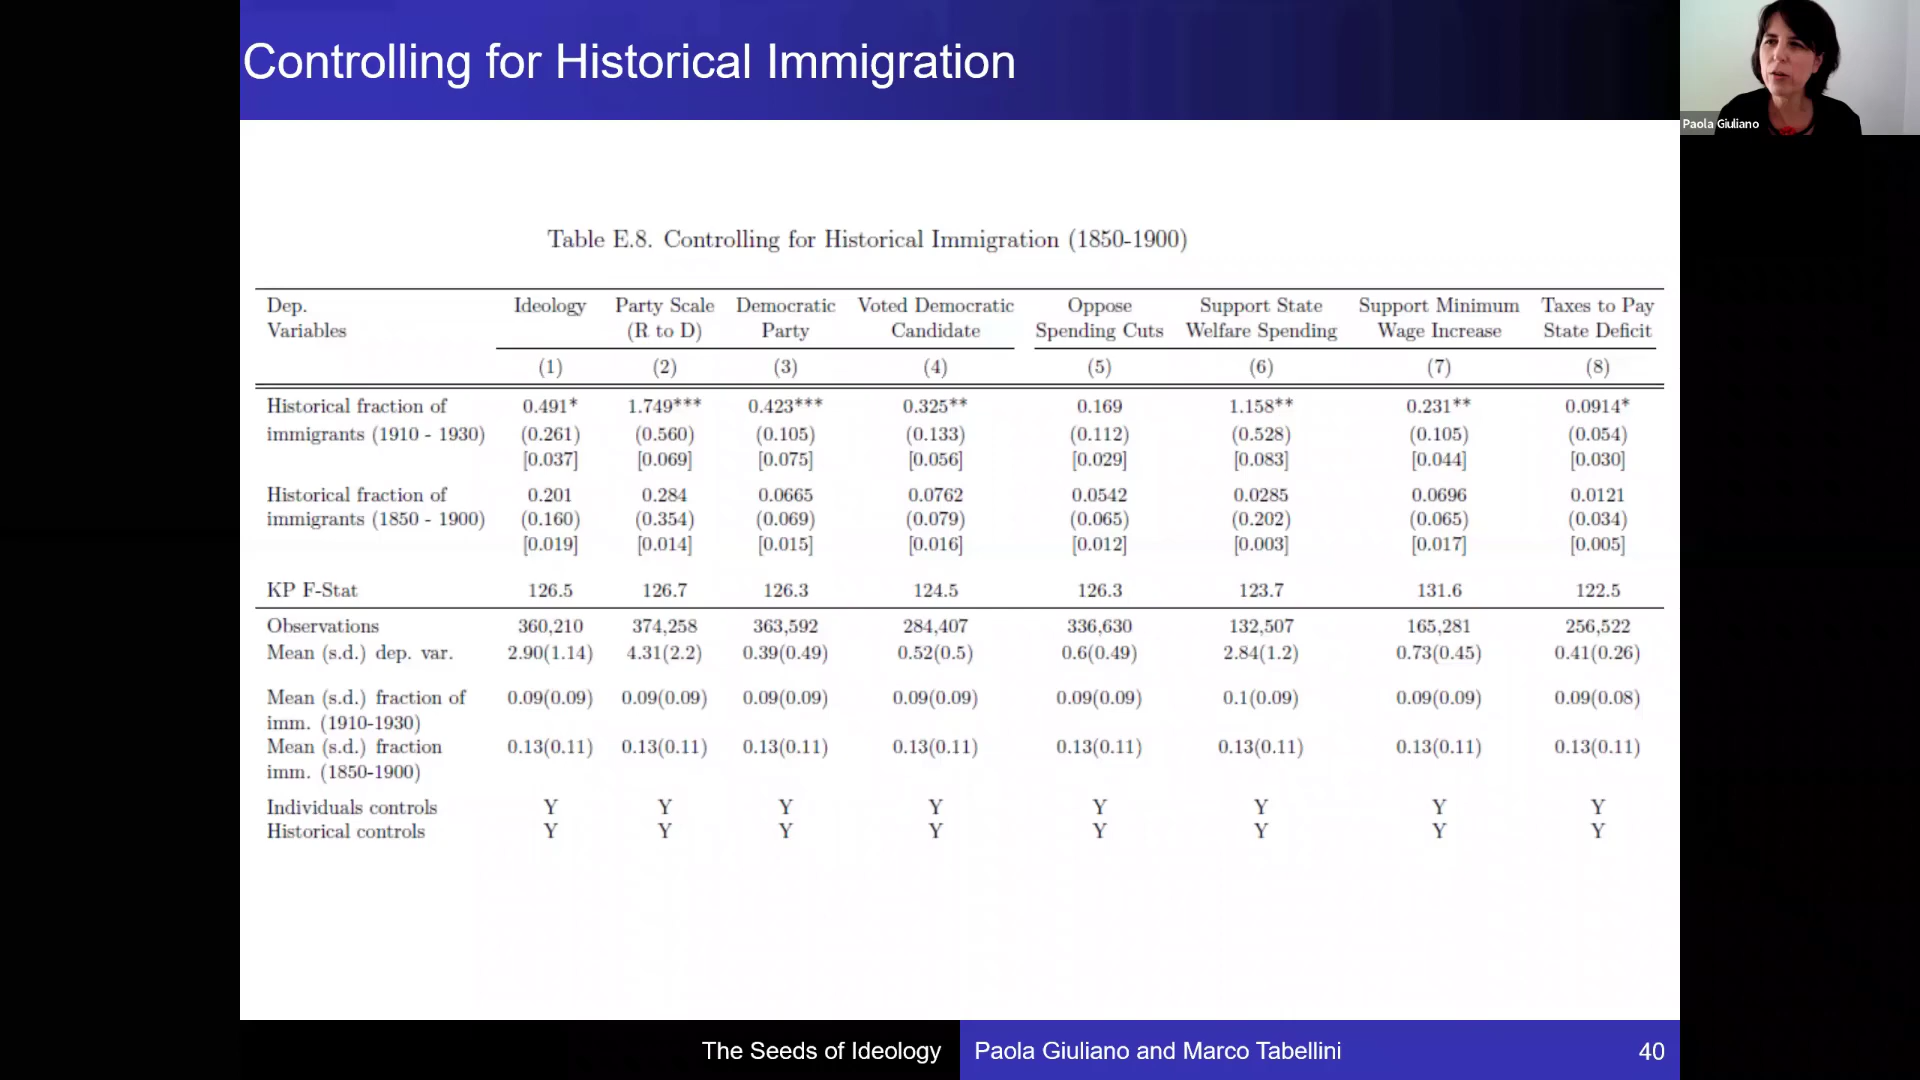 Controlling for Historical Immigration
Paola Giuliano
Table E.8. Controlling for Historical Immigration (1850-1900)
Dep. Ideology Party Scale Democratic Voted Democratic Oppose Support State Support Minimum Taxes to Pay
Variables (R to D) Party Candidate Spending Cuts Welfare Spending Wage Increase State Deficit
(1) (2) (3) (4) (5) (6) (7) (8)
Historical fraction of 0.491* 1.749*** 0.423*** 0.325** 0.169 1.158** 0.231** 0.0914*
immigrants (1910 - 1930) (0.261) (0.560) (0.105) (0.133) (0.112) (0.528) (0.105) (0.054)
[0.037] [0.069] [0.075] [0.056] [0.029] [0.083] [0.044] [0.030]
Historical fraction of 0.201 0.284 0.0665 0.0762 0.0542 0.0285 0.0696 0.0121
immigrants (1850 - 1900) (0.160) (0.354) (0.069) (0.079) (0.065) (0.202) (0.065) (0.034)
[0.019] [0.014] [0.015] [0.016] [0.012] [0.003] [0.017] [0.005]
KP F-Stat 126.5 126.7 126.3 124.5 126.3 123.7 131.6 122.5
Observations 360,210 374,258 363,592 284,407 336,630 132,507 165,281 256,522
Mean (s.d.) dep. var. 2.90(1.14) 4.31(2.2) 0.39(0.49) 0.52(0.5) 0.6(0.49) 2.84(1.2) 0.73(0.45) 0.41(0.26)
Mean (s.d.) fraction of 0.09(0.09) 0.09(0.09) 0.09(0.09) 0.09(0.09) 0.09(0.09) 0.1(0.09) 0.09(0.09) 0.09(0.08)
imm. (1910-1930)
Mean (s.d.) fraction 0.13(0.11) 0.13(0.11) 0.13(0.11) 0.13(0.11) 0.13(0.11) 0.13(0.11) 0.13(0.11) 0.13(0.11)
imm. (1850-1900)
Individuals controls Y Y Y Y Y Y Y Y
Historical controls Y Y Y Y Y Y Y Y
The Seeds of Ideology Paola Giuliano and Marco Tabellini 40